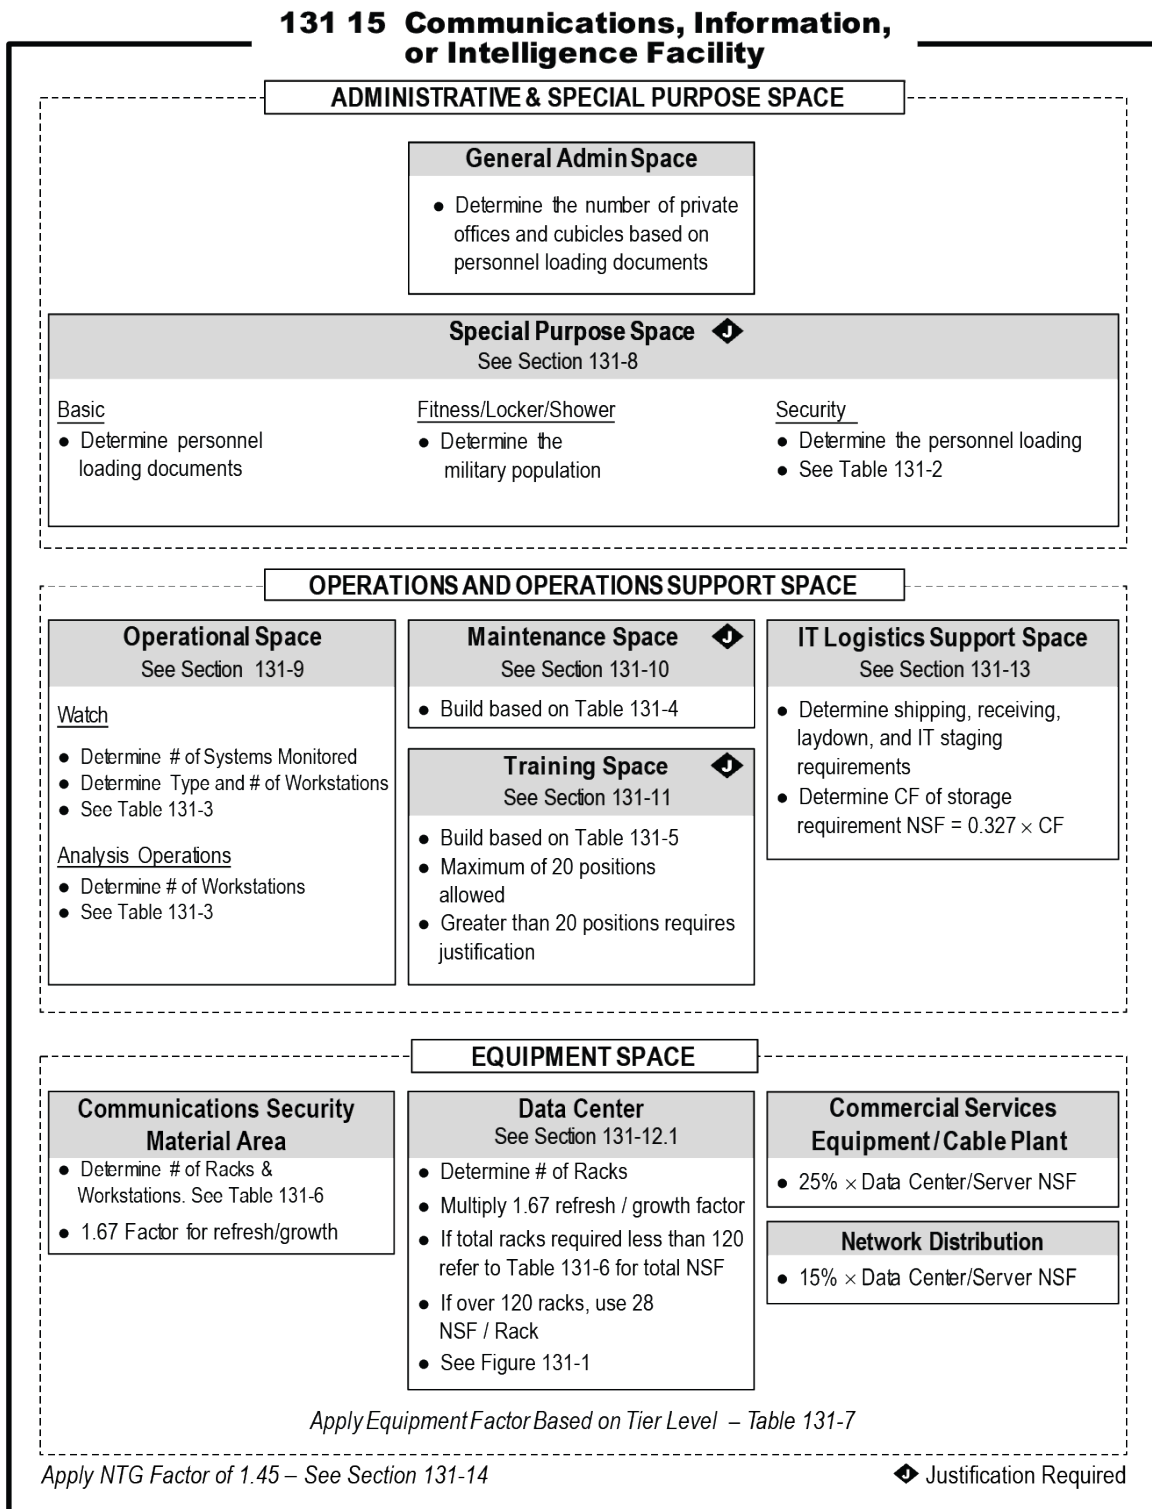 131 15 Communications, Information,
or Intelligence Facility
ADMINISTRATIVE & SPECIAL PURPOSE SPACE
General Admin Space
● Determine the number of private
offices and cubicles based on
personnel loading documents
Special Purpose Space J
See Section 131-8
Basic
● Determine personnel
loading documents
Fitness/Locker/Shower
● Determine the
military population
Security
● Determine the personnel loading
● See Table 131-2
OPERATIONS AND OPERATIONS SUPPORT SPACE
Operational Space
See Section 131-9
Watch
● Determine # of Systems Monitored
● Determine Type and # of Workstations
● See Table 131-3
Analysis Operations
● Determine # of Workstations
● See Table 131-3
Maintenance Space J
See Section 131-10
● Build based on Table 131-4
Training Space J
See Section 131-11
● Build based on Table 131-5
● Maximum of 20 positions
allowed
● Greater than 20 positions requires
justification
IT Logistics Support Space
See Section 131-13
● Determine shipping, receiving,
laydown, and IT staging
requirements
● Determine CF of storage
requirement NSF = 0.327 × CF
EQUIPMENT SPACE
Communications Security
Material Area
● Determine # of Racks &
Workstations. See Table 131-6
● 1.67 Factor for refresh/growth
Data Center
See Section 131-12.1
● Determine # of Racks
● Multiply 1.67 refresh / growth factor
● If total racks required less than 120
refer to Table 131-6 for total NSF
● If over 120 racks, use 28
NSF / Rack
● See Figure 131-1
Commercial Services
Equipment / Cable Plant
● 25% × Data Center/Server NSF
Network Distribution
● 15% × Data Center/Server NSF
Apply Equipment Factor Based on Tier Level – Table 131-7
Apply NTG Factor of 1.45 – See Section 131-14
J Justification Required